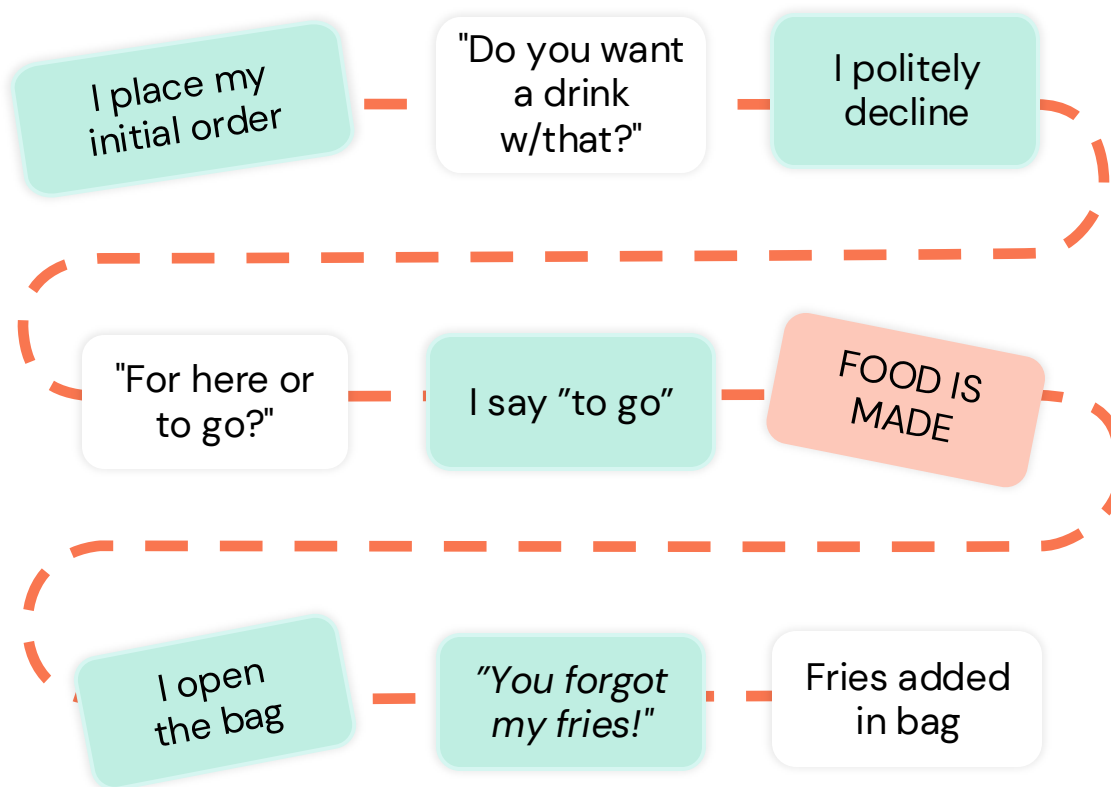 I place my
initial order
"Do you want
a drink
w/that?"
I politely
decline
"For here or
to go?"
I say ”to go”
FOOD IS
MADE
I open
the bag
”You forgot
my fries!"
Fries added
in bag